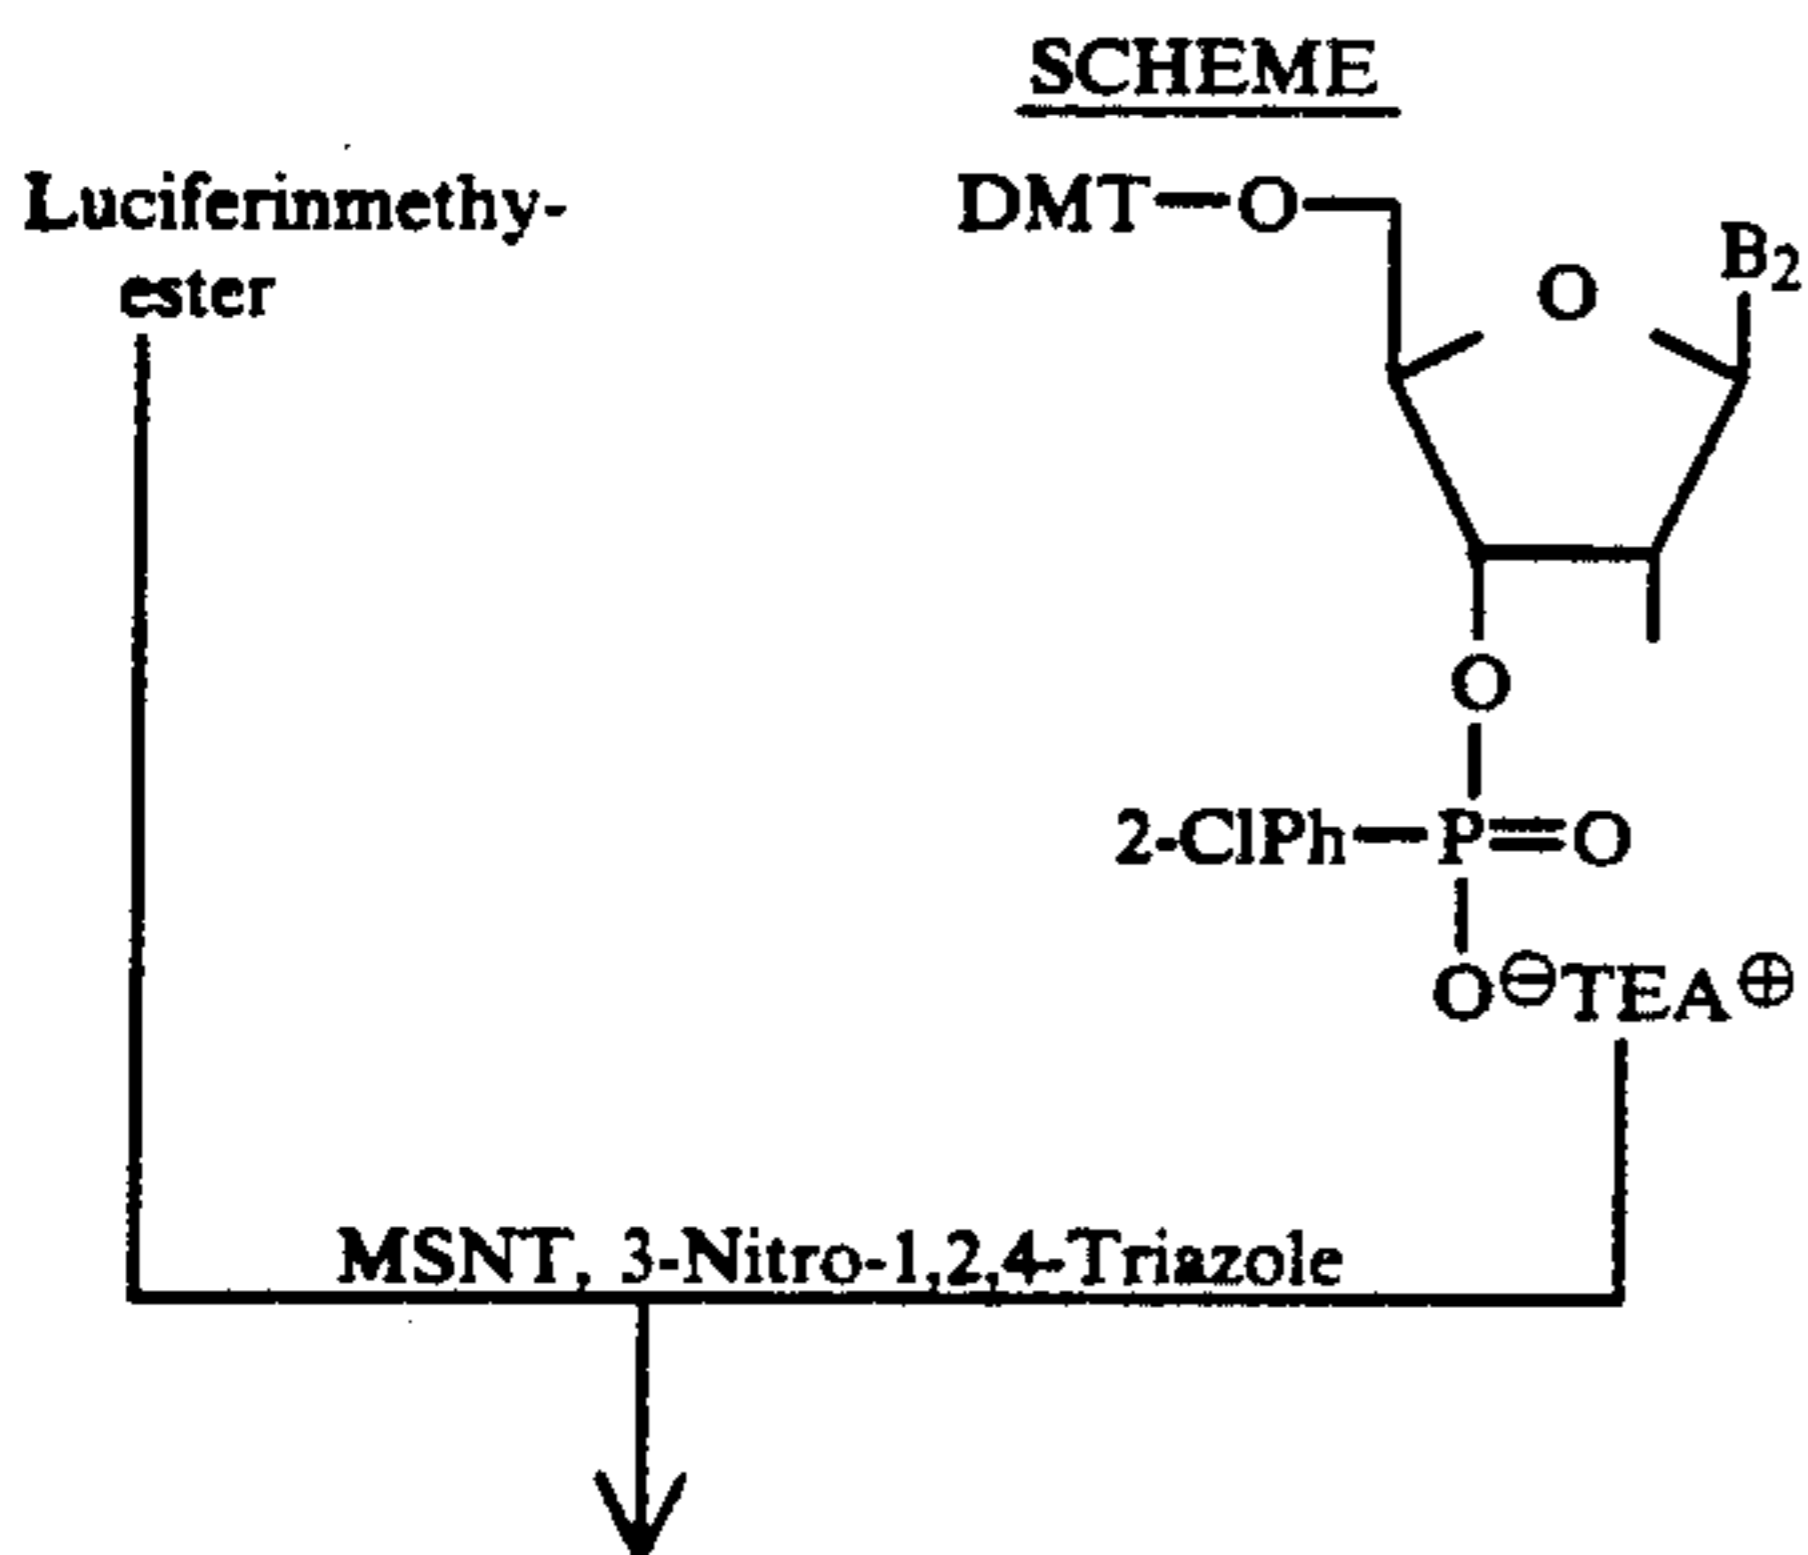 SCHEME
Luciferinmethy-
ester
DMT—O
O
B₂
O
2-ClPh—P=O
O⊖TEA⊕
MSNT, 3-Nitro-1,2,4-Triazole